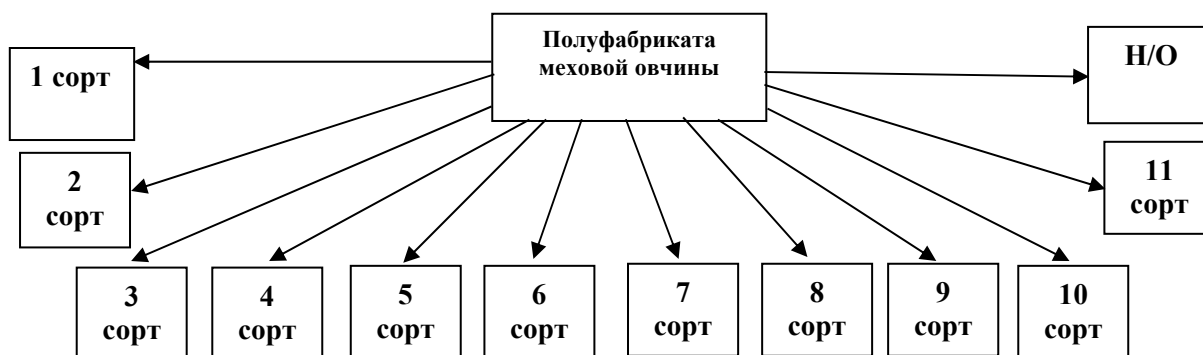 Полуфабриката
меховой овчины
1 сорт
Н/О
2
сорт
11
сорт
3
сорт
4
сорт
5
сорт
6
сорт
7
сорт
8
сорт
9
сорт
10
сорт